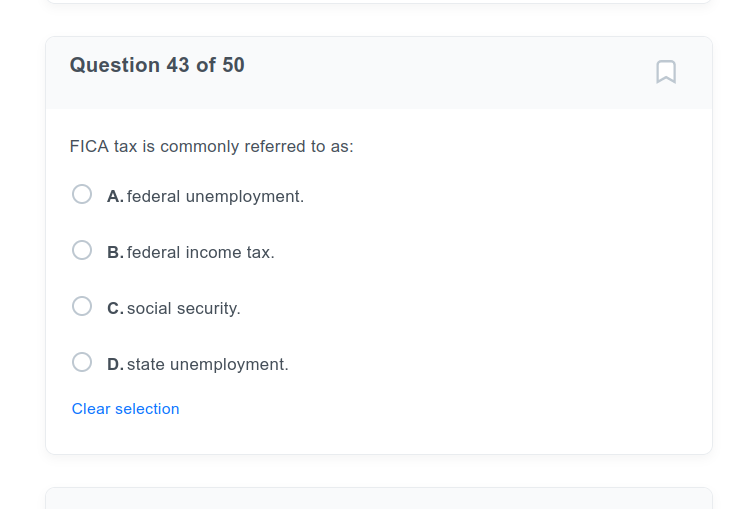 Question 43 of 50
FICA tax is commonly referred to as:
A. federal unemployment.
B. federal income tax.
C. social security.
D. state unemployment.
Clear selection